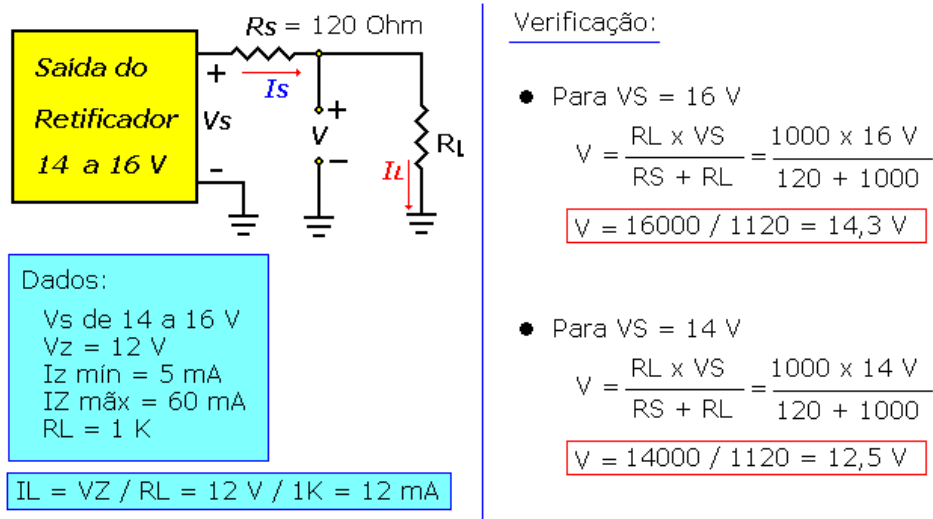 Rs = 120 Ohm
Saída do
Retificador
14 a 16 V
+
Vs
-
Is
+
V
-
RL
IL
Dados:
Vs de 14 a 16 V
Vz = 12 V
Iz mín = 5 mA
IZ mãx = 60 mA
RL = 1 K
IL = VZ / RL = 12 V / 1K = 12 mA
Verificação:
● Para VS = 16 V
V = RL x VS / RS + RL = 1000 x 16 V / 120 + 1000
V = 16000 / 1120 = 14,3 V
● Para VS = 14 V
V = RL x VS / RS + RL = 1000 x 14 V / 120 + 1000
V = 14000 / 1120 = 12,5 V